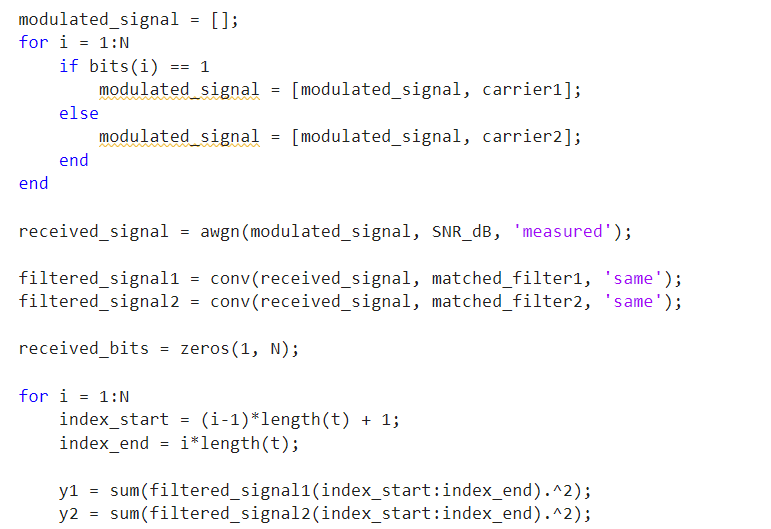 modulated_signal = [];
for i = 1:N
    if bits(i) == 1
        modulated_signal = [modulated_signal, carrier1];
    else
        modulated_signal = [modulated_signal, carrier2];
    end
end
received_signal = awgn(modulated_signal, SNR_dB, 'measured');
filtered_signal1 = conv(received_signal, matched_filter1, 'same');
filtered_signal2 = conv(received_signal, matched_filter2, 'same');
received_bits = zeros(1, N);
for i = 1:N
    index_start = (i-1)*length(t) + 1;
    index_end = i*length(t);
    y1 = sum(filtered_signal1(index_start:index_end).^2);
    y2 = sum(filtered_signal2(index_start:index_end).^2);